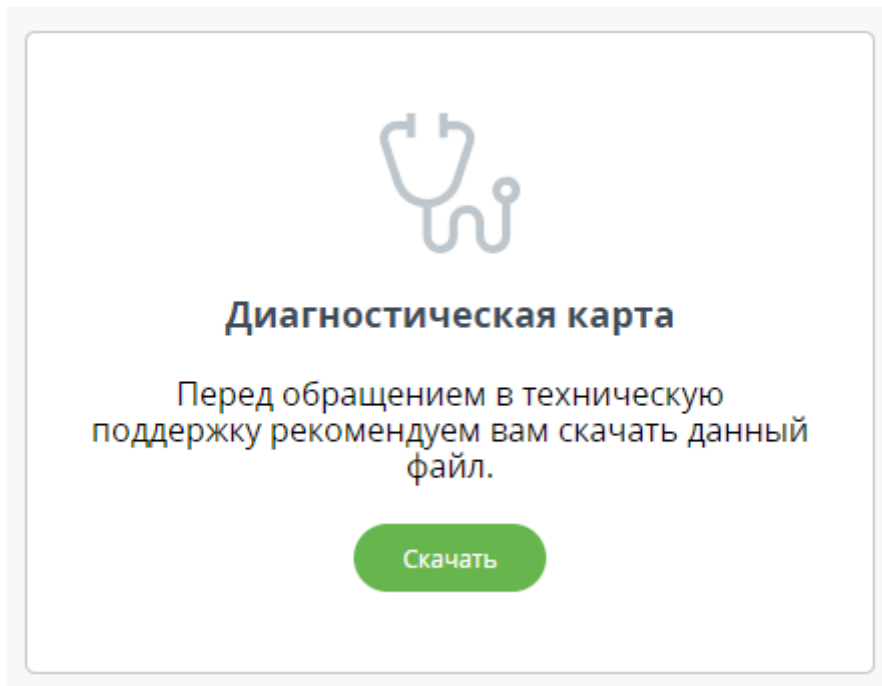 Диагностическая карта
Перед обращением в техническую
поддержку рекомендуем вам скачать данный
файл.
Скачать